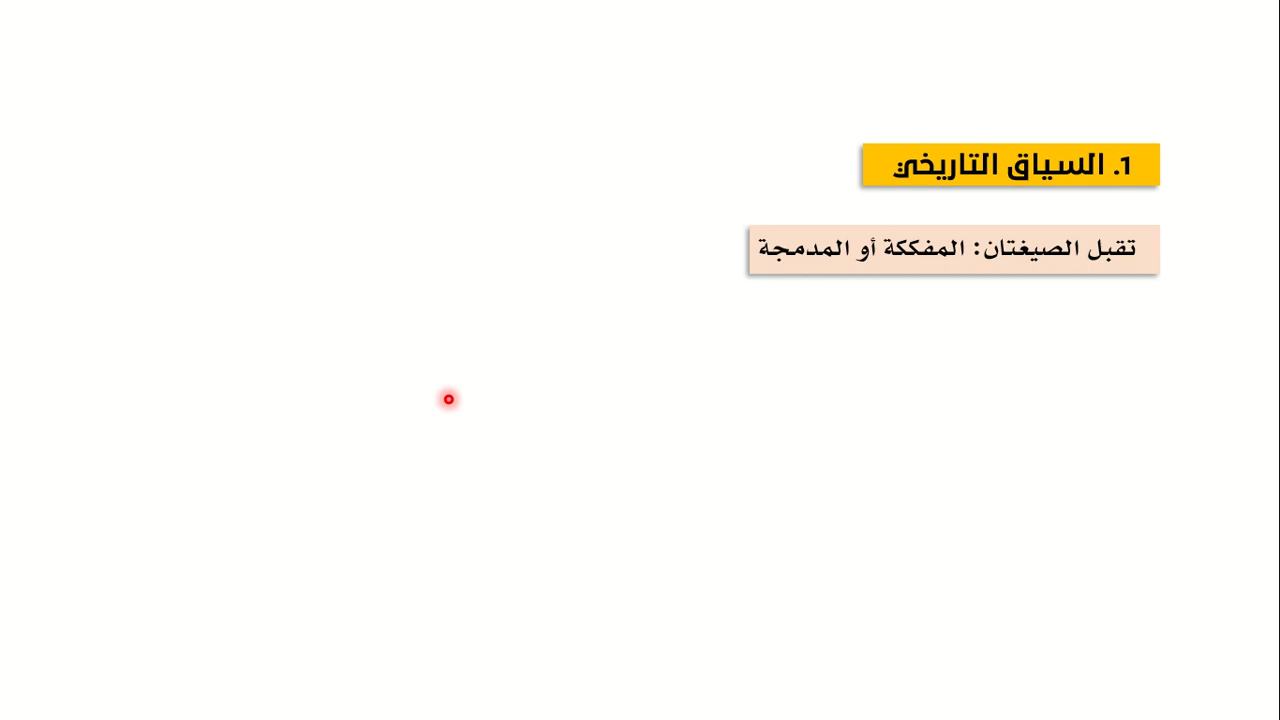 1. السياق التاريخي:
تقبل الصيغتان: المفككة أو المدمجة